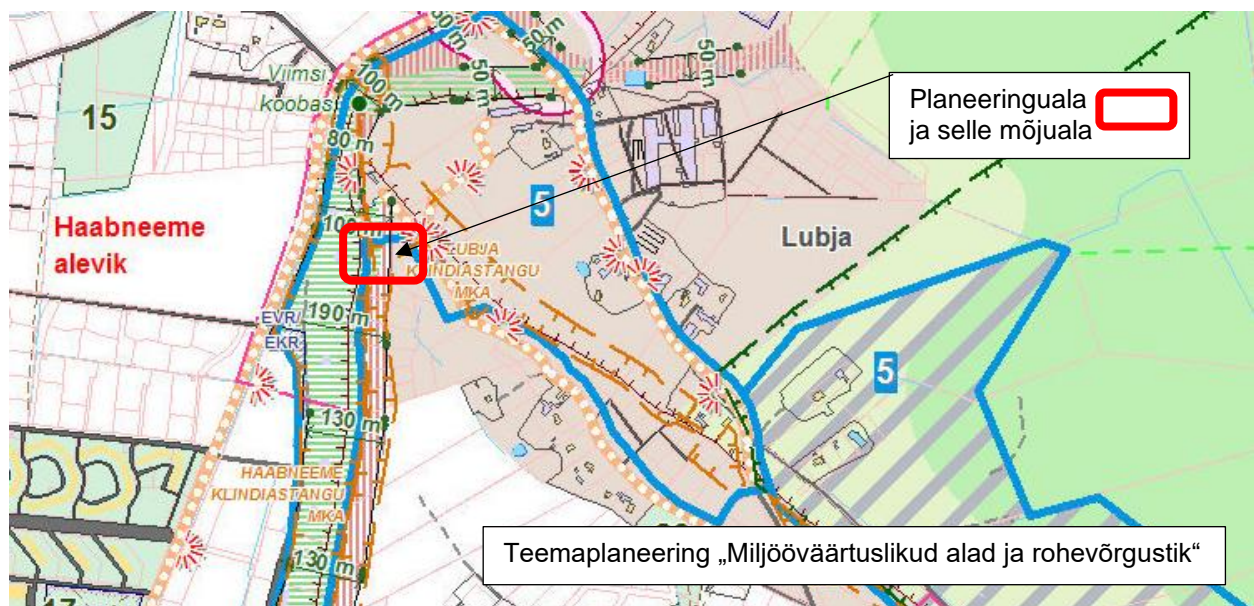 50 m
50 m
50 m
50 m
100 m
Viimsi
koobas
80 m
15
Planeeringuala
ja selle mõjuala
5
Haabneeme
alevik
100 m
LUBJA
KLINDIASTANGU
MKA
Lubja
EVR/
EKR
190 m
5
130 m
HAABNEEME
KLINDIASTANGU
MKA
130 m
Teemaplaneering „Miljööväärtuslikud alad ja rohevõrgustik“
17